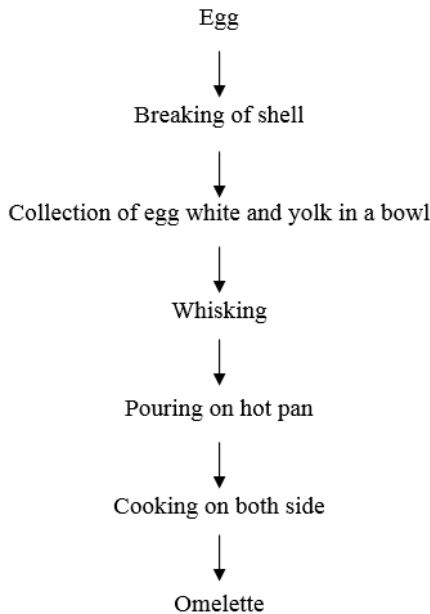 Egg
Breaking of shell
Collection of egg white and yolk in a bowl
Whisking
Pouring on hot pan
Cooking on both side
Omelette